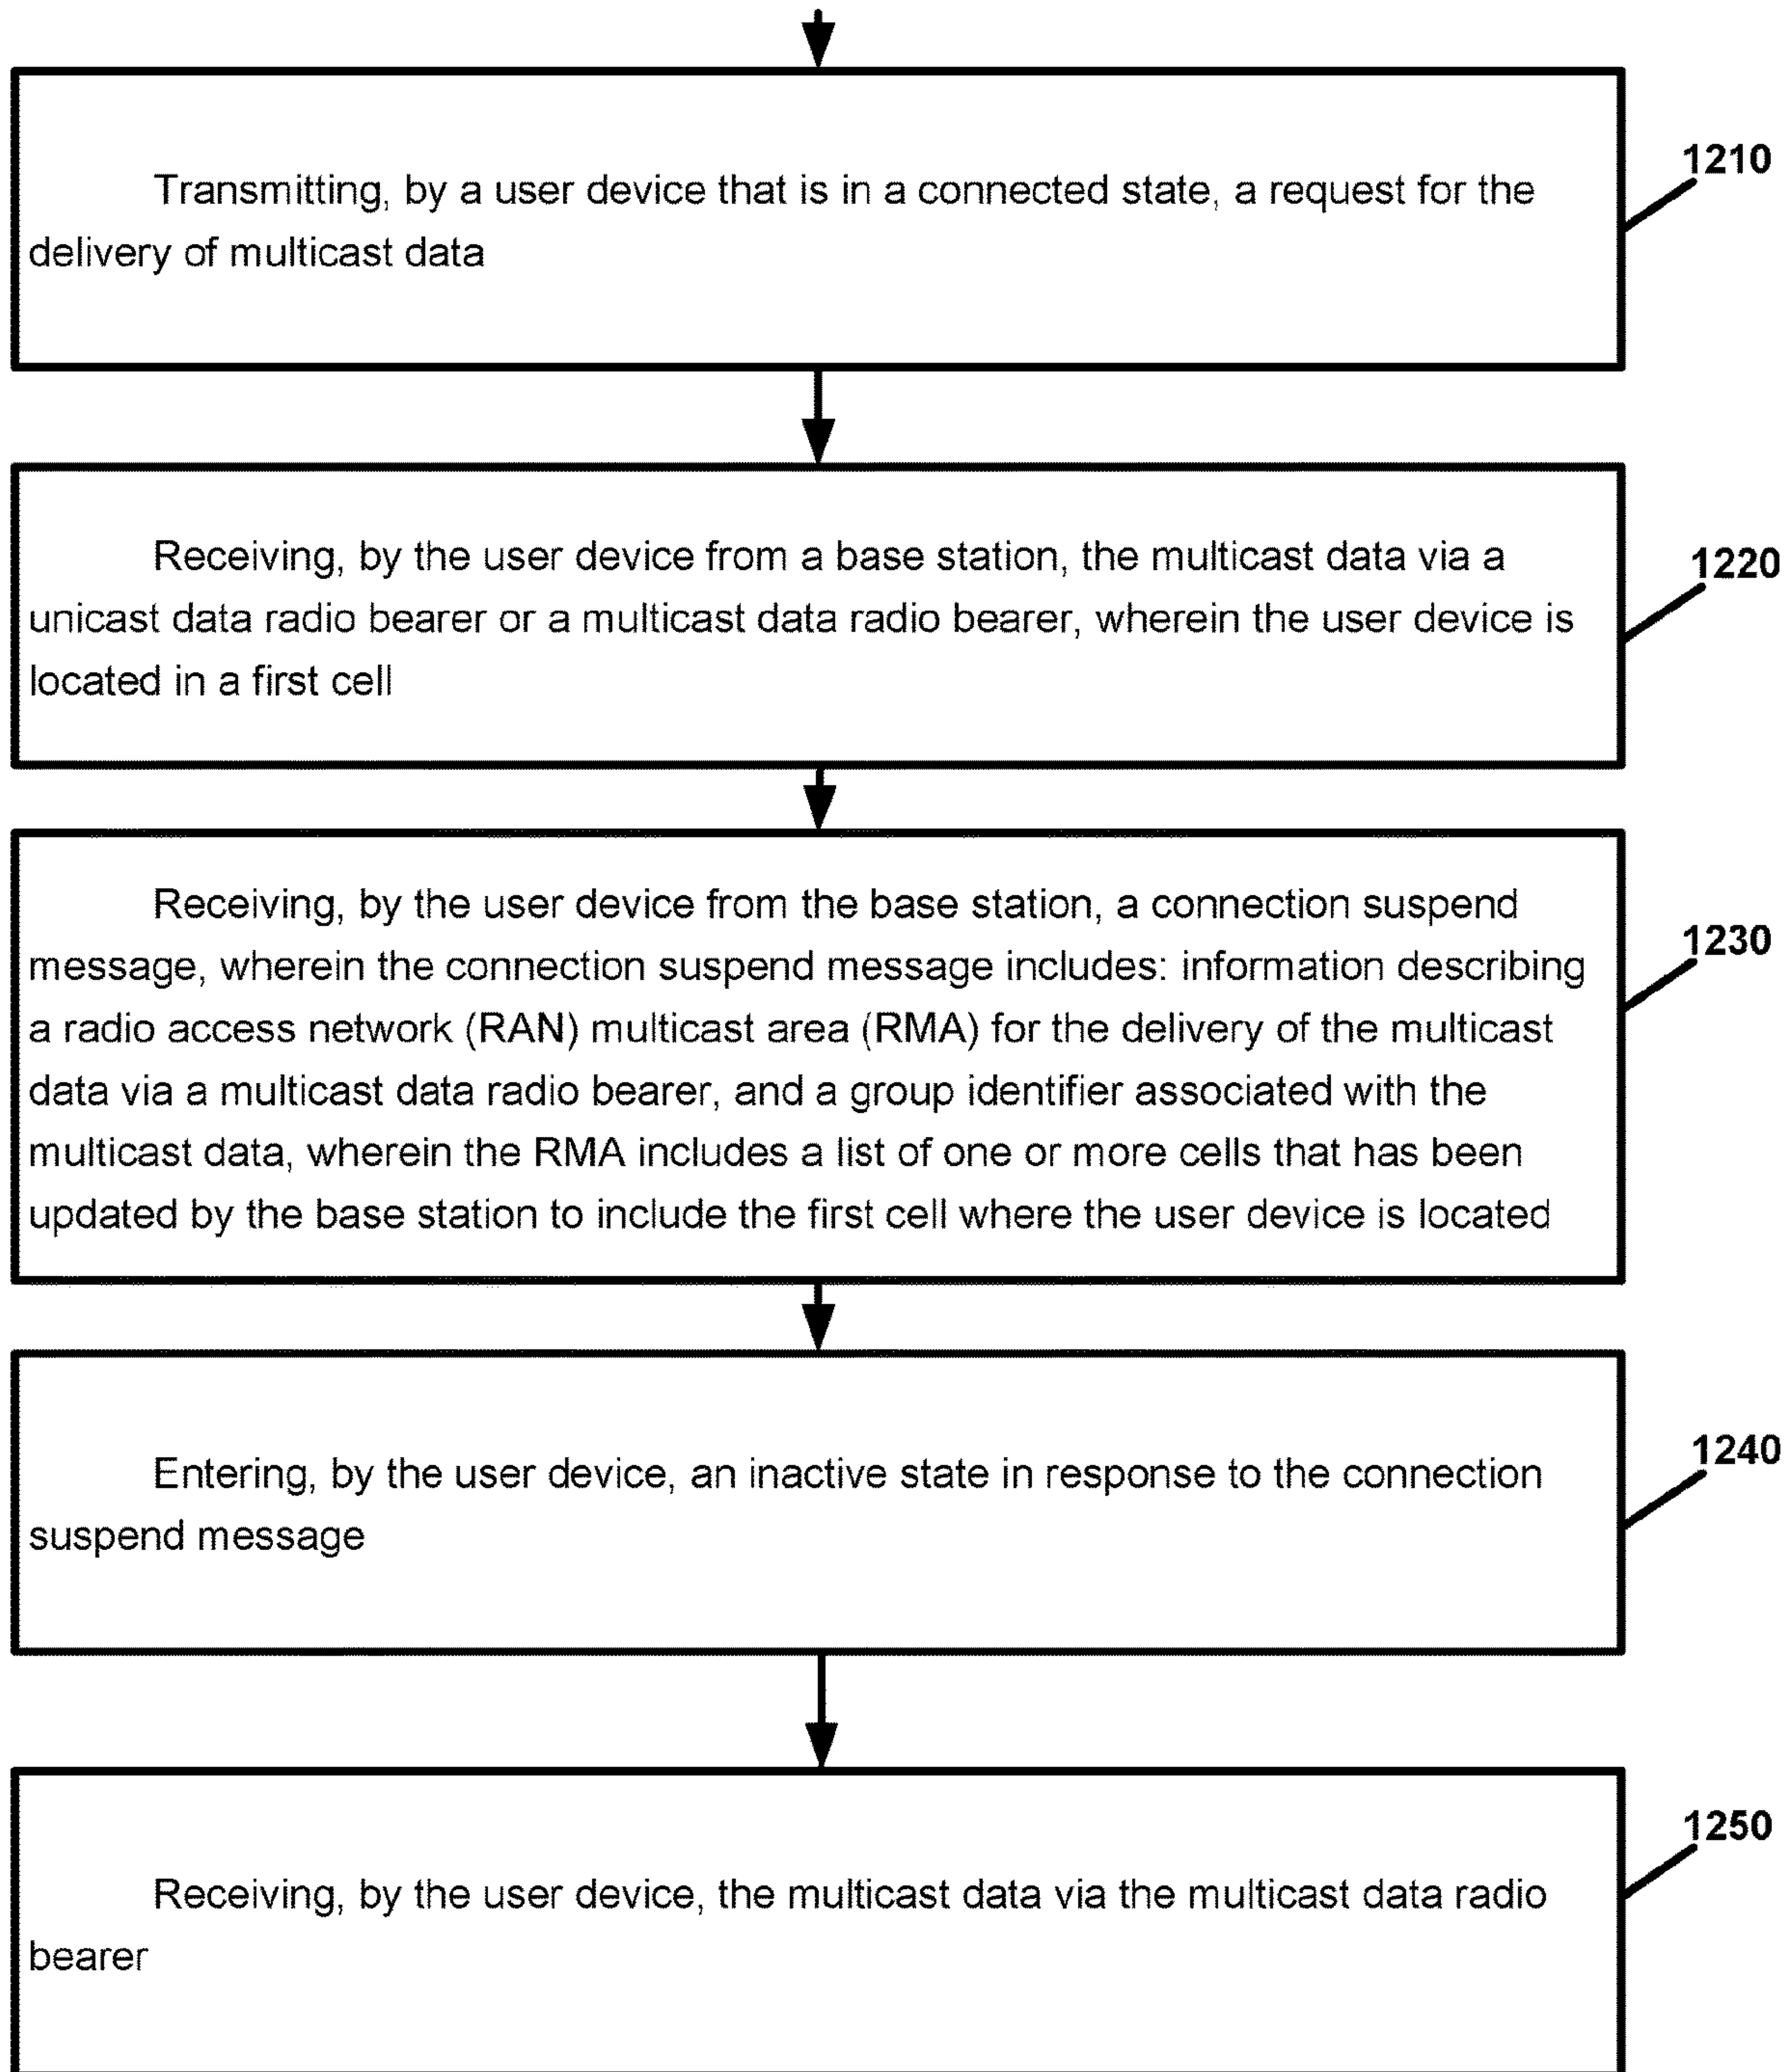 Transmitting, by a user device that is in a connected state, a request for the
delivery of multicast data
1210
Receiving, by the user device from a base station, the multicast data via a
unicast data radio bearer or a multicast data radio bearer, wherein the user device is
located in a first cell
1220
Receiving, by the user device from the base station, a connection suspend
message, wherein the connection suspend message includes: information describing
a radio access network (RAN) multicast area (RMA) for the delivery of the multicast
data via a multicast data radio bearer, and a group identifier associated with the
multicast data, wherein the RMA includes a list of one or more cells that has been
updated by the base station to include the first cell where the user device is located
1230
Entering, by the user device, an inactive state in response to the connection
suspend message
1240
Receiving, by the user device, the multicast data via the multicast data radio
bearer
1250